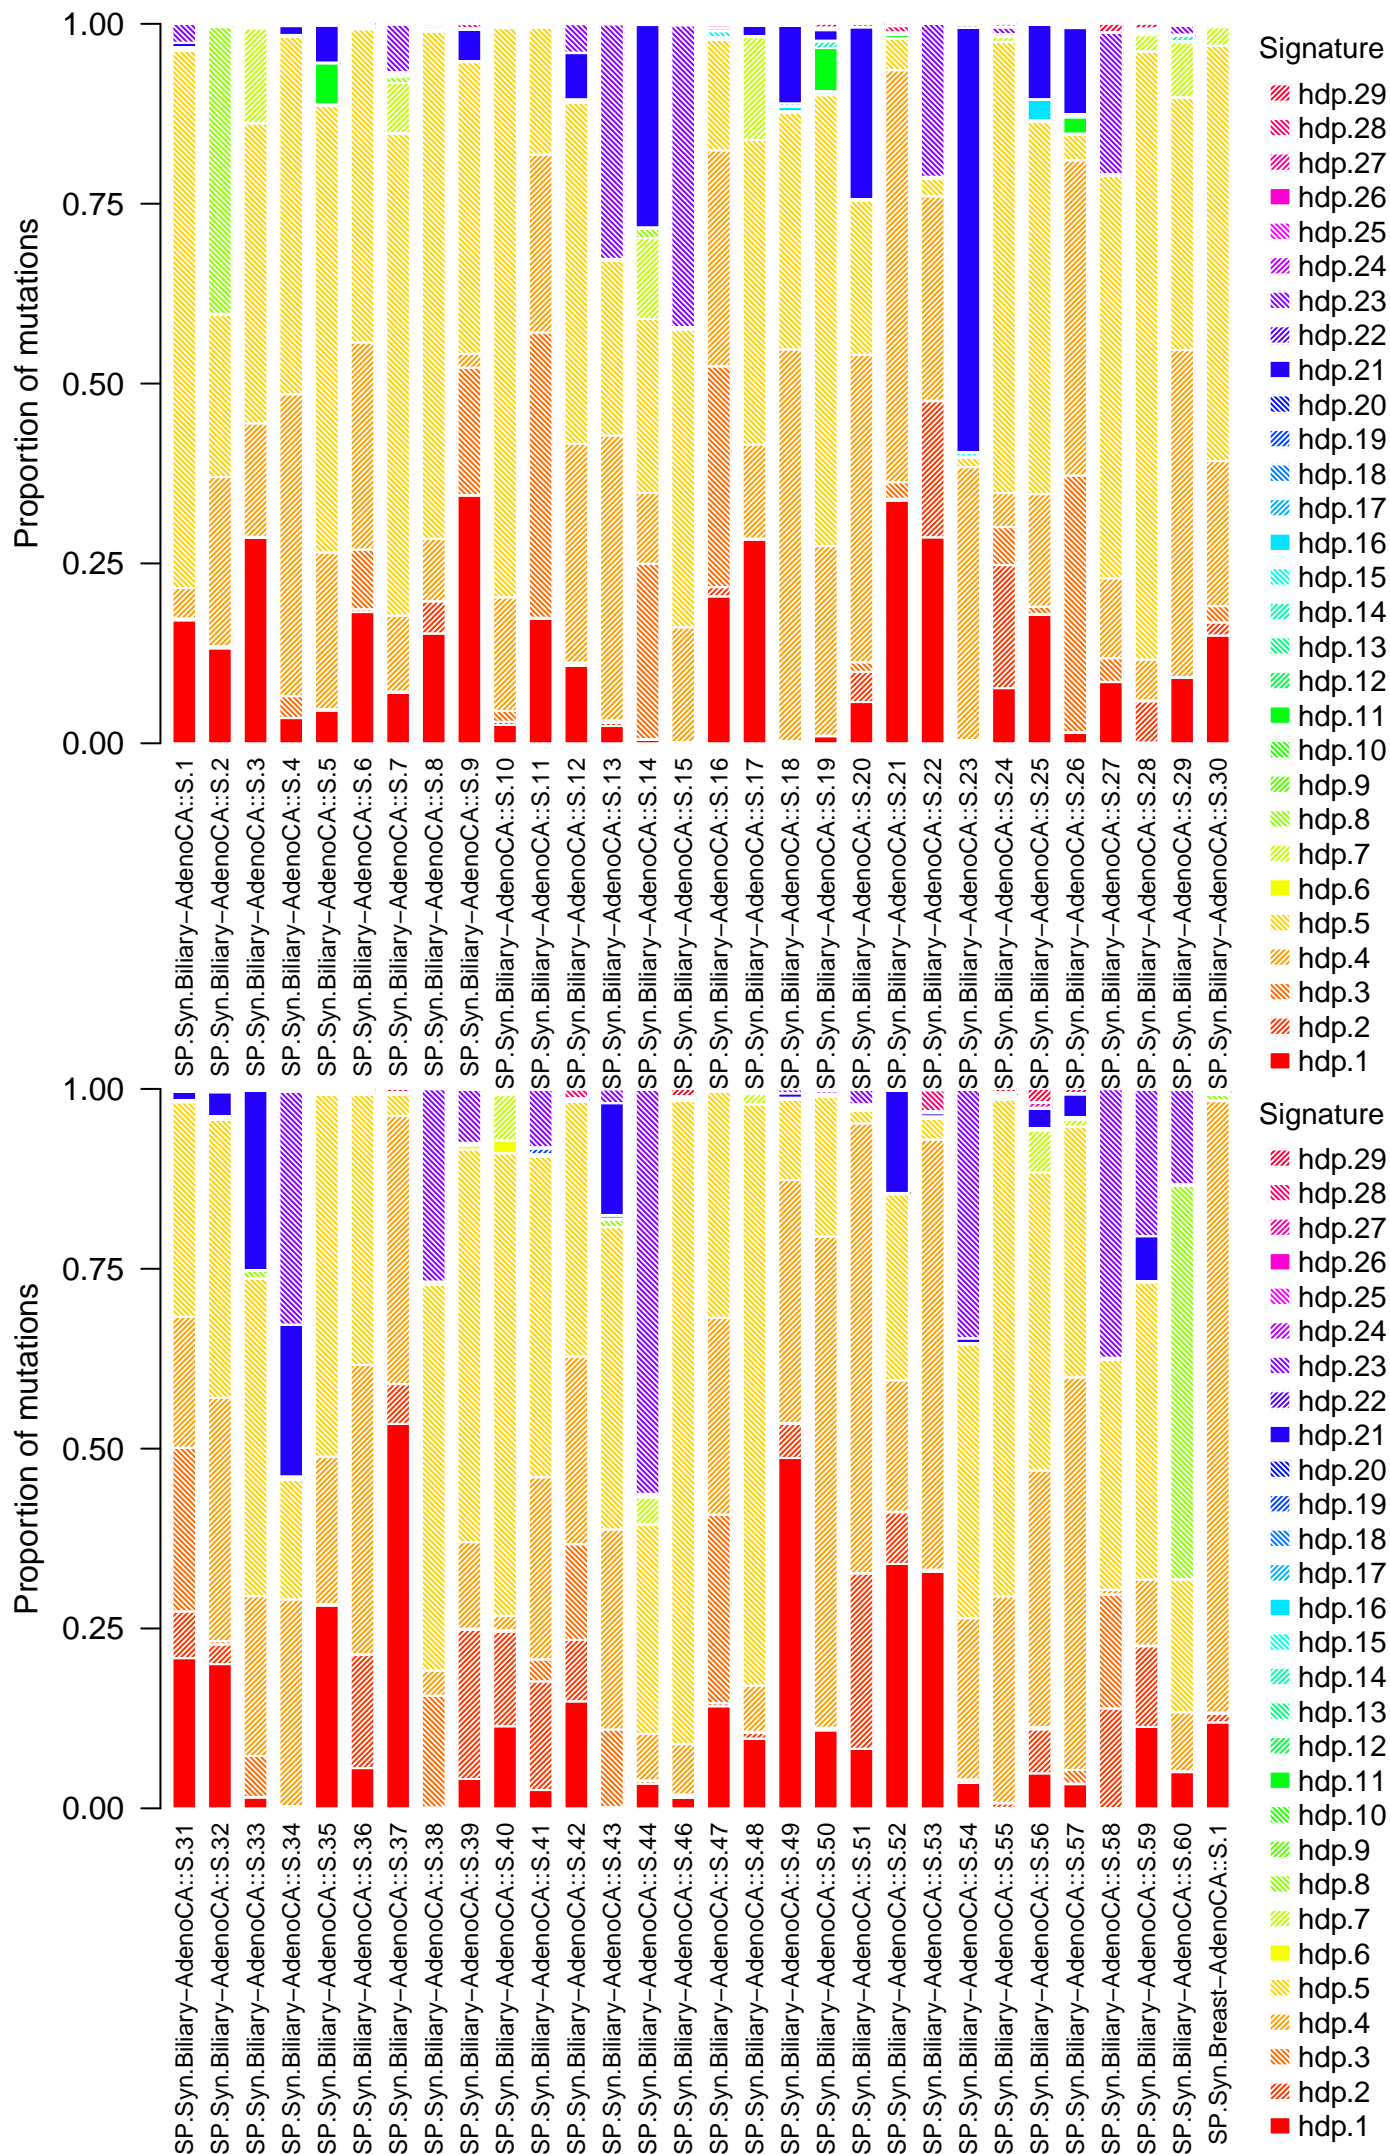 Proportion of mutations
1.00
0.75
0.50
0.25
0.00
SP.Syn.Biliary−AdenoCA::S.1
SP.Syn.Biliary−AdenoCA::S.2
SP.Syn.Biliary−AdenoCA::S.3
SP.Syn.Biliary−AdenoCA::S.4
SP.Syn.Biliary−AdenoCA::S.5
SP.Syn.Biliary−AdenoCA::S.6
SP.Syn.Biliary−AdenoCA::S.7
SP.Syn.Biliary−AdenoCA::S.8
SP.Syn.Biliary−AdenoCA::S.9
SP.Syn.Biliary−AdenoCA::S.10
SP.Syn.Biliary−AdenoCA::S.11
SP.Syn.Biliary−AdenoCA::S.12
SP.Syn.Biliary−AdenoCA::S.13
SP.Syn.Biliary−AdenoCA::S.14
SP.Syn.Biliary−AdenoCA::S.15
SP.Syn.Biliary−AdenoCA::S.16
SP.Syn.Biliary−AdenoCA::S.17
SP.Syn.Biliary−AdenoCA::S.18
SP.Syn.Biliary−AdenoCA::S.19
SP.Syn.Biliary−AdenoCA::S.20
SP.Syn.Biliary−AdenoCA::S.21
SP.Syn.Biliary−AdenoCA::S.22
SP.Syn.Biliary−AdenoCA::S.23
SP.Syn.Biliary−AdenoCA::S.24
SP.Syn.Biliary−AdenoCA::S.25
SP.Syn.Biliary−AdenoCA::S.26
SP.Syn.Biliary−AdenoCA::S.27
SP.Syn.Biliary−AdenoCA::S.28
SP.Syn.Biliary−AdenoCA::S.29
SP.Syn.Biliary−AdenoCA::S.30
Signature
hdp.29
hdp.28
hdp.27
hdp.26
hdp.25
hdp.24
hdp.23
hdp.22
hdp.21
hdp.20
hdp.19
hdp.18
hdp.17
hdp.16
hdp.15
hdp.14
hdp.13
hdp.12
hdp.11
hdp.10
hdp.9
hdp.8
hdp.7
hdp.6
hdp.5
hdp.4
hdp.3
hdp.2
hdp.1
Proportion of mutations
1.00
0.75
0.50
0.25
0.00
SP.Syn.Biliary−AdenoCA::S.31
SP.Syn.Biliary−AdenoCA::S.32
SP.Syn.Biliary−AdenoCA::S.33
SP.Syn.Biliary−AdenoCA::S.34
SP.Syn.Biliary−AdenoCA::S.35
SP.Syn.Biliary−AdenoCA::S.36
SP.Syn.Biliary−AdenoCA::S.37
SP.Syn.Biliary−AdenoCA::S.38
SP.Syn.Biliary−AdenoCA::S.39
SP.Syn.Biliary−AdenoCA::S.40
SP.Syn.Biliary−AdenoCA::S.41
SP.Syn.Biliary−AdenoCA::S.42
SP.Syn.Biliary−AdenoCA::S.43
SP.Syn.Biliary−AdenoCA::S.44
SP.Syn.Biliary−AdenoCA::S.46
SP.Syn.Biliary−AdenoCA::S.47
SP.Syn.Biliary−AdenoCA::S.48
SP.Syn.Biliary−AdenoCA::S.49
SP.Syn.Biliary−AdenoCA::S.50
SP.Syn.Biliary−AdenoCA::S.51
SP.Syn.Biliary−AdenoCA::S.52
SP.Syn.Biliary−AdenoCA::S.53
SP.Syn.Biliary−AdenoCA::S.54
SP.Syn.Biliary−AdenoCA::S.55
SP.Syn.Biliary−AdenoCA::S.56
SP.Syn.Biliary−AdenoCA::S.57
SP.Syn.Biliary−AdenoCA::S.58
SP.Syn.Biliary−AdenoCA::S.59
SP.Syn.Biliary−AdenoCA::S.60
SP.Syn.Breast−AdenoCA::S.1
Signature
hdp.29
hdp.28
hdp.27
hdp.26
hdp.25
hdp.24
hdp.23
hdp.22
hdp.21
hdp.20
hdp.19
hdp.18
hdp.17
hdp.16
hdp.15
hdp.14
hdp.13
hdp.12
hdp.11
hdp.10
hdp.9
hdp.8
hdp.7
hdp.6
hdp.5
hdp.4
hdp.3
hdp.2
hdp.1